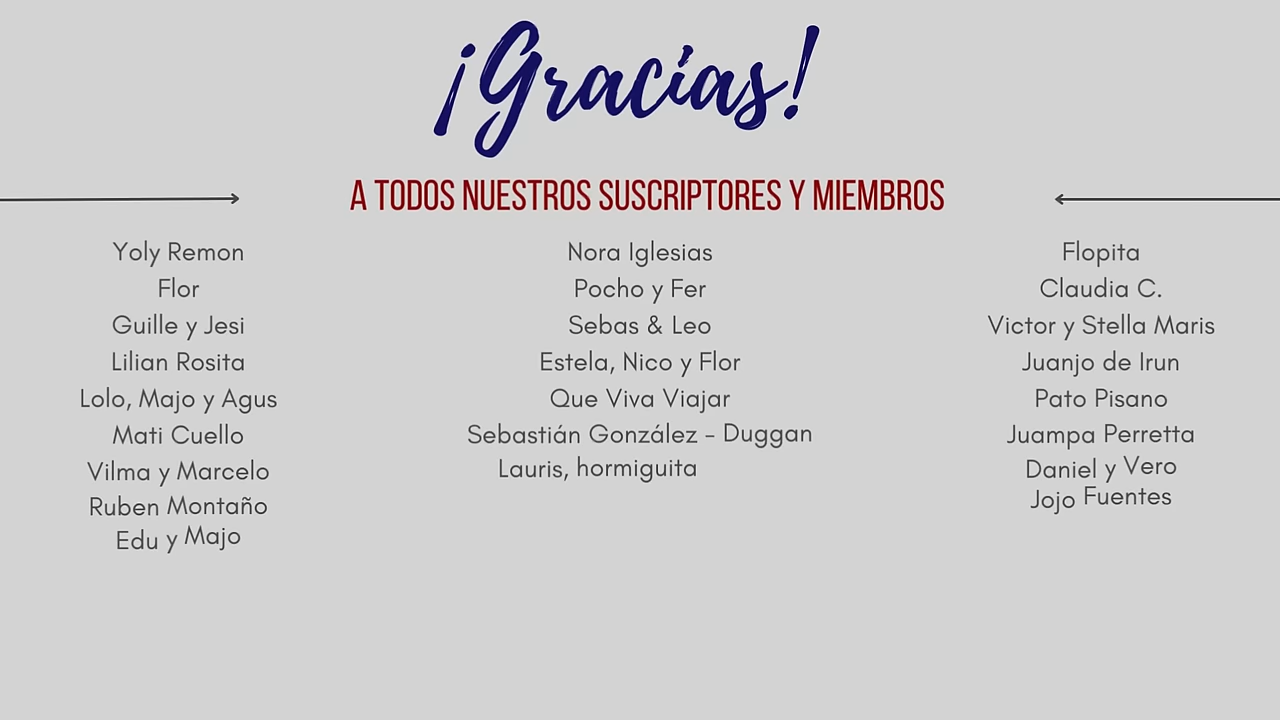 ¡Gracias!
A TODOS NUESTROS SUSCRIPTORES Y MIEMBROS
Yoly Remon
Flor
Guille y Jesi
Lilian Rosita
Lolo, Majo y Agus
Mati Cuello
Vilma y Marcelo
Ruben Montaño
Edu y Majo
Nora Iglesias
Pocho y Fer
Sebas & Leo
Estela, Nico y Flor
Que Viva Viajar
Sebastián González - Duggan
Lauris, hormiguita
Flopita
Claudia C.
Victor y Stella Maris
Juanjo de Irun
Pato Pisano
Juampa Perretta
Daniel y Vero
Jojo Fuentes